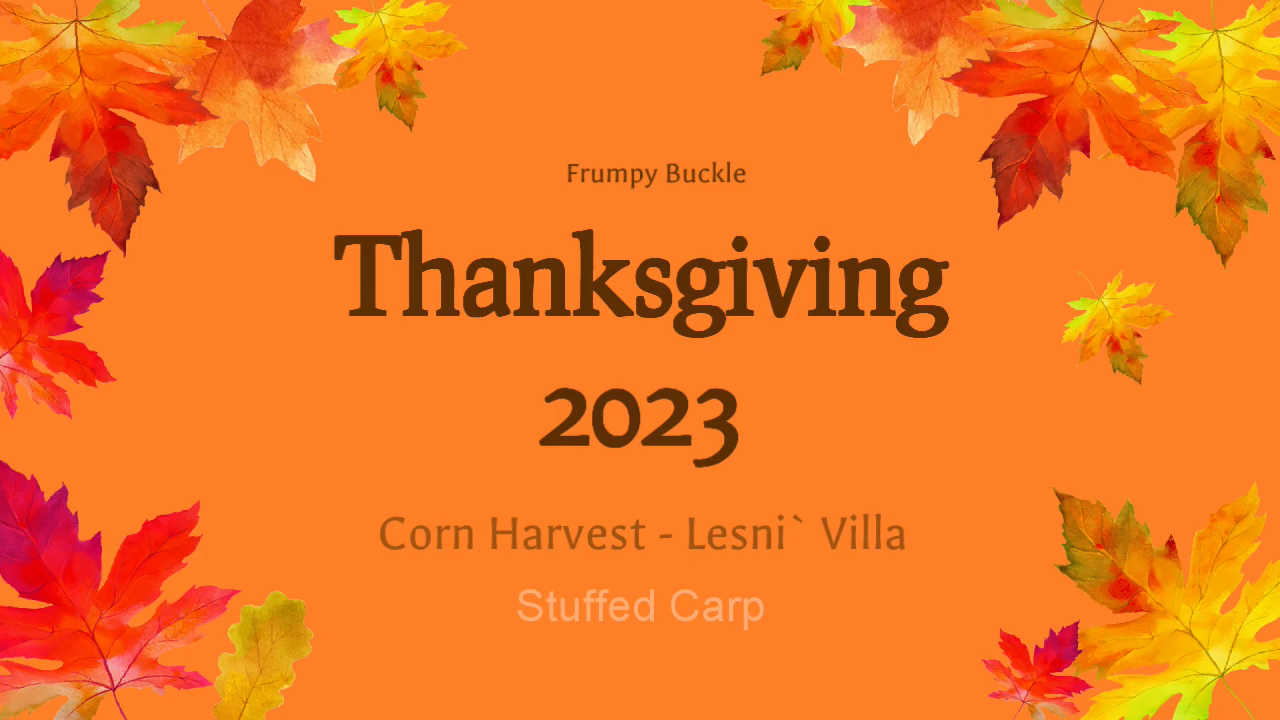 Frumpy Buckle
Thanksgiving
2023
Corn Harvest - Lesni` Villa
Stuffed Carp